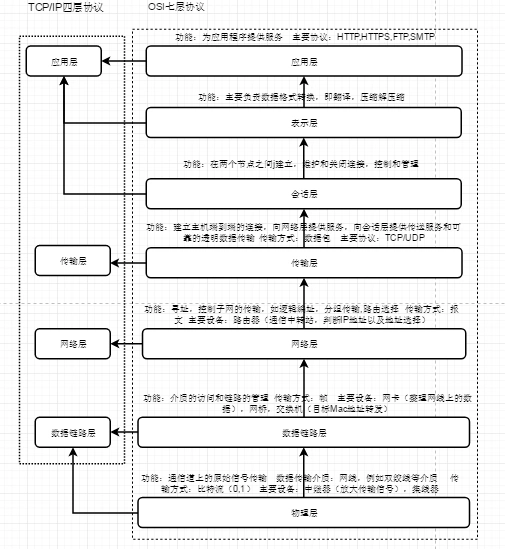 TCP/IP四层协议
OSI七层协议
功能：为应用程序提供服务 主要协议：HTTP,HTTPS,FTP,SMTP
应用层
应用层
功能：主要负责数据格式转换，即翻译，压缩解压缩
表示层
功能：在两个节点之间建立，维护和关闭连接，控制和管理
会话层
功能：建立主机端到端的连接，向网络层提供服务，向会话层提供传送服务和可
靠的透明数据传输 传输方式：数据包 主要协议：TCP/UDP
传输层
传输层
功能：寻址，控制子网的传输，如逻辑编址，分组传输,路由选择 传输方式：报
文 主要设备：路由器（通信中转站，判断IP地址以及地址选择）
网络层
网络层
功能：介质的访问和链路的管理 传输方式：帧 主要设备：网卡（整理网线上的数
据），网桥，交换机（目标Mac地址转发）
数据链路层
数据链路层
功能：通信道上的原始信号传输 数据传输介质：网线，例如双绞线等介质 传
输方式：比特流（0,1） 主要设备：中继器（放大传输信号），集线器
物理层